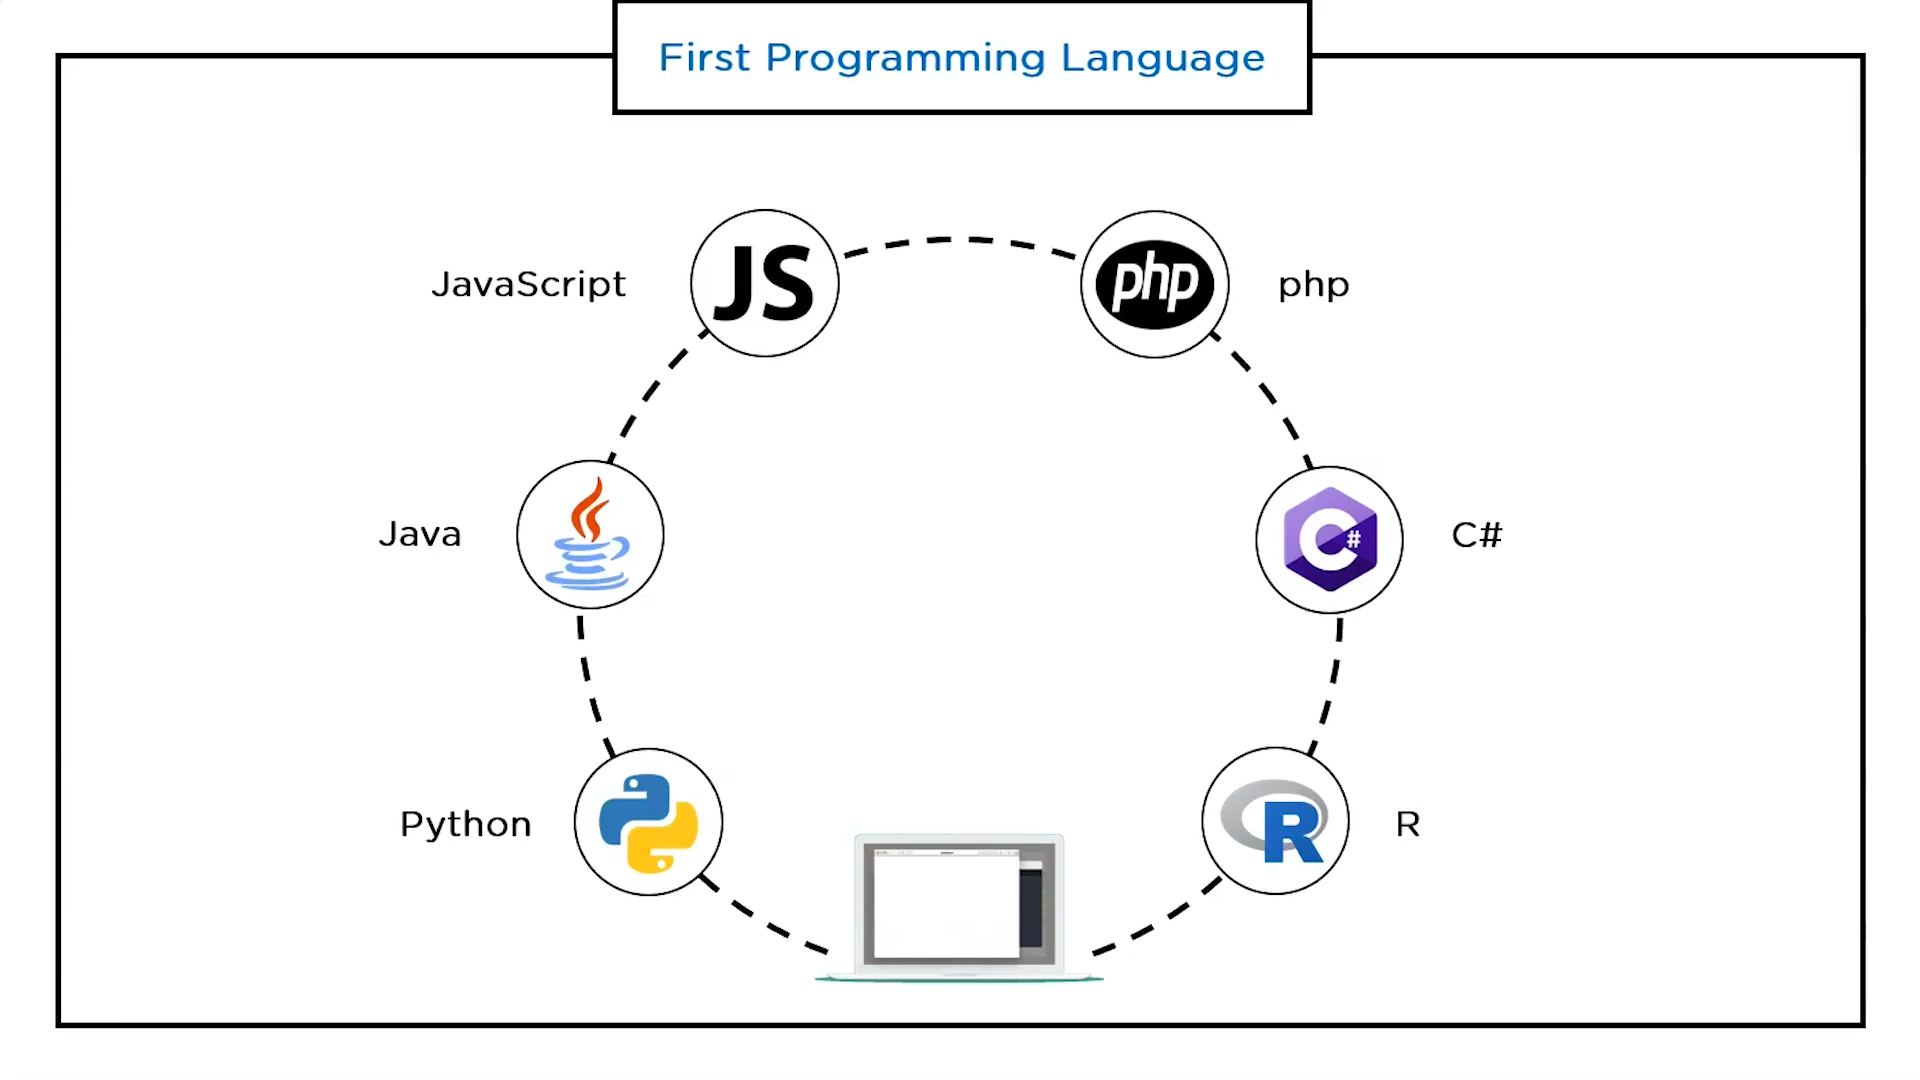 First Programming Language
JavaScript
JS
php
php
Java
C#
C#
Python
R
R